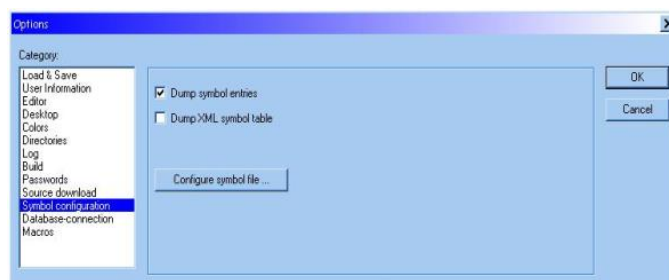 Options
Category:
Load & Save
User Information
Editor
Desktop
Colors
Directories
Log
Build
Passwords
Source download
Symbol configuration
Database-connection
Macros
Dump symbol entries
Dump XML symbol table
Configure symbol file ...
OK
Cancel